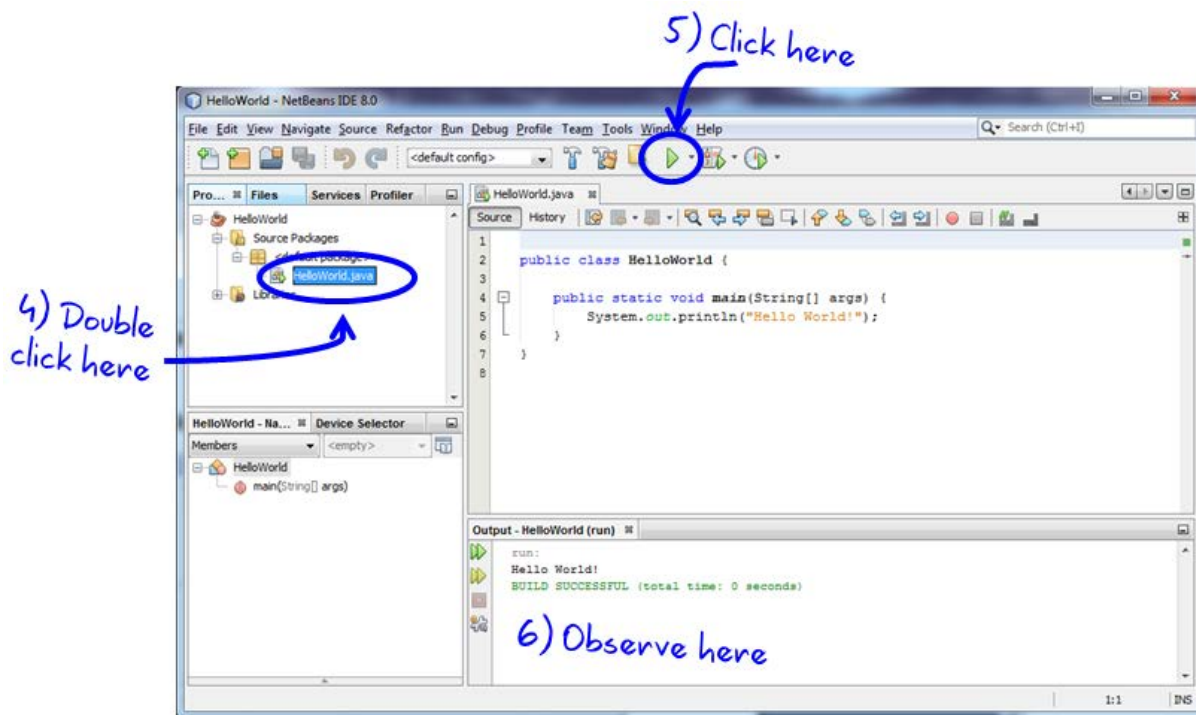 5) Click here
HelloWorld - NetBeans IDE 8.0
File Edit View Navigate Source Refactor Run Debug Profile Team Tools Window Help
Search (Ctrl+I)
<default config>
Pro... Files Services Profiler
HelloWorld
Source Packages
<default package>
HelloWorld.java
Libraries
4) Double
click here
HelloWorld - Na... Device Selector
Members <empty>
HelloWorld
main(String[] args)
HelloWorld.java
Source History
1
2 public class HelloWorld {
3
4 public static void main(String[] args) {
5 System.out.println("Hello World!");
6 }
7 }
8
Output - HelloWorld (run)
run:
Hello World!
BUILD SUCCESSFUL (total time: 0 seconds)
6) Observe here
1:1 INS